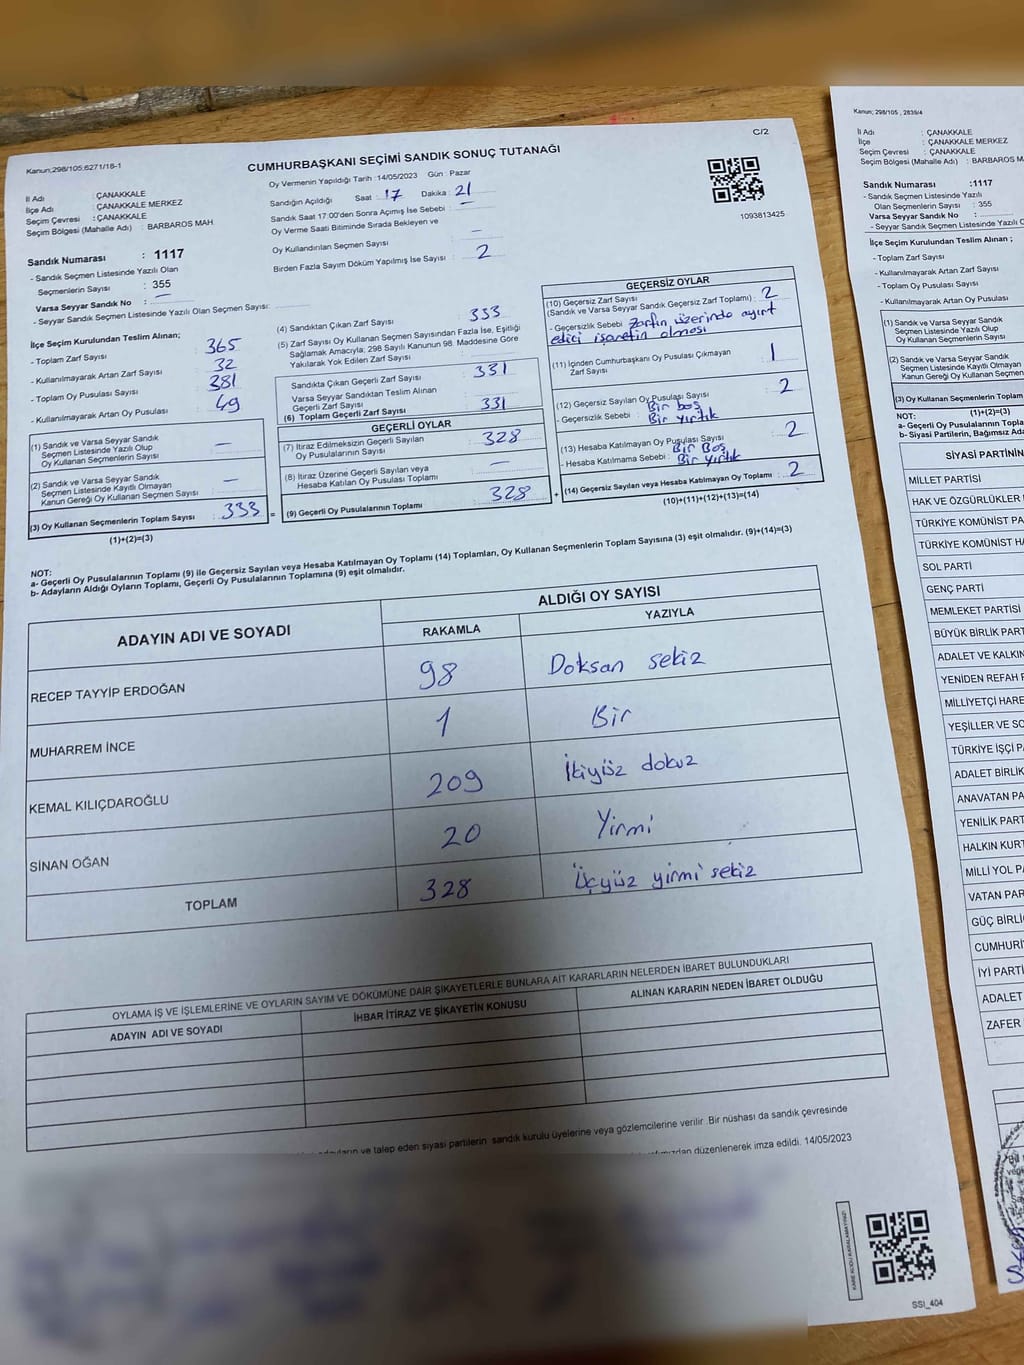 Kanun;298/105;6271/18-1
C/2
CUMHURBAŞKANI SEÇİMİ SANDIK SONUÇ TUTANAĞI
Oy Vermenin Yapıldığı Tarih :14/05/2023 Gün : Pazar
İl Adı : ÇANAKKALE
İlçe Adı : ÇANAKKALE MERKEZ
Seçim Çevresi : ÇANAKKALE
Seçim Bölgesi (Mahalle Adı) : BARBAROS MAH.
Sandığın Açıldığı Saat : 17 Dakika : 21
Sandık Saat 17:00'den Sonra Açımış İse Sebebi : —
Oy Verme Saati Bitiminde Sırada Bekleyen ve
Oy Kullandırılan Seçmen Sayısı : —
Birden Fazla Sayım Döküm Yapılmış İse Sayısı : 2
1093813425
Sandık Numarası : 1117
- Sandık Seçmen Listesinde Yazılı Olan
Seçmenlerin Sayısı : 355
Varsa Seyyar Sandık No : —
- Seyyar Sandık Seçmen Listesinde Yazılı Olan Seçmen Sayısı:
İlçe Seçim Kurulundan Teslim Alınan;
- Toplam Zarf Sayısı : 365
- Kullanılmayarak Artan Zarf Sayısı : 32
- Toplam Oy Pusulası Sayısı : 381
- Kullanılmayarak Artan Oy Pusulası : 49
(1) Sandık ve Varsa Seyyar Sandık
Seçmen Listesinde Yazılı Olup
Oy Kullanan Seçmenlerin Sayısı : —
(2) Sandık ve Varsa Seyyar Sandık
Seçmen Listesinde Kayıtlı Olmayan
Kanun Gereği Oy Kullanan Seçmen Sayısı : —
(3) Oy Kullanan Seçmenlerin Toplam Sayısı : 333 =
(1)+(2)=(3)
(4) Sandıktan Çıkan Zarf Sayısı : 333
(5) Zarf Sayısı Oy Kullanan Seçmen Sayısından Fazla İse, Eşitliği
Sağlamak Amacıyla; 298 Sayılı Kanunun 98. Maddesine Göre
Yakılarak Yok Edilen Zarf Sayısı :
Sandıkta Çıkan Geçerli Zarf Sayısı : 331
Varsa Seyyar Sandıktan Teslim Alınan
Geçerli Zarf Sayısı :
(6) Toplam Geçerli Zarf Sayısı : 331
GEÇERLİ OYLAR
(7) İtiraz Edilmeksizin Geçerli Sayılan
Oy Pusulalarının Sayısı : 328
(8) İtiraz Üzerine Geçerli Sayılan veya
Hesaba Katılan Oy Pusulası Toplamı : —
(9) Geçerli Oy Pusulalarının Toplamı : 328 +
GEÇERSİZ OYLAR
(10) Geçersiz Zarf Sayısı
(Sandık ve Varsa Seyyar Sandık Geçersiz Zarf Toplamı) : 2
- Geçersizlik Sebebi : Zarfın üzerinde ayırt
edici işaretin olması
(11) İçinden Cumhurbaşkanı Oy Pusulası Çıkmayan
Zarf Sayısı : 1
(12) Geçersiz Sayılan Oy Pusulası Sayısı : 2
- Geçersizlik Sebebi : Bir boş
Bir yırtık
(13) Hesaba Katılmayan Oy Pusulası Sayısı : 2
- Hesaba Katılmama Sebebi : Bir Boş
Bir yırtık
(14) Geçersiz Sayılan veya Hesaba Katılmayan Oy Toplamı : 2
(10)+(11)+(12)+(13)=(14)
NOT:
a- Geçerli Oy Pusulalarının Toplamı (9) ile Geçersiz Sayılan veya Hesaba Katılmayan Oy Toplamı (14) Toplamları, Oy Kullanan Seçmenlerin Toplam Sayısına (3) eşit olmalıdır. (9)+(14)=(3)
b- Adayların Aldığı Oyların Toplamı, Geçerli Oy Pusulalarının Toplamına (9) eşit olmalıdır.
ADAYIN ADI VE SOYADI
ALDIĞI OY SAYISI
RAKAMLA YAZIYLA
RECEP TAYYİP ERDOĞAN 98 Doksan sekiz
MUHARREM İNCE 1 Bir
KEMAL KILIÇDAROĞLU 209 İkiyüz dokuz
SİNAN OĞAN 20 Yirmi
TOPLAM 328 Üçyüz yirmi sekiz
OYLAMA İŞ VE İŞLEMLERİNE VE OYLARIN SAYIM VE DÖKÜMÜNE DAİR ŞİKAYETLERLE BUNLARA AİT KARARLARIN NELERDEN İBARET BULUNDUKLARI
ADAYIN ADI VE SOYADI İHBAR İTİRAZ VE ŞİKAYETİN KONUSU ALINAN KARARIN NEDEN İBARET OLDUĞU
ve talep eden siyasi partilerin sandık kurulu üyelerine veya gözlemcilerine verilir .Bir nüshası da sandık çevresinde
düzenlenerek imza edildi. 14/05/2023
KARE KODU KARALAMAYINIZ!
SSİ_404
Kanun; 298/105 , 2839/4
İl Adı : ÇANAKKALE
İlçe : ÇANAKKALE MERKEZ
Seçim Çevresi : ÇANAKKALE
Seçim Bölgesi (Mahalle Adı) : BARBAROS MA
Sandık Numarası :1117
- Sandık Seçmen Listesinde Yazılı
Olan Seçmenlerin Sayısı : 355
Varsa Seyyar Sandık No :
- Seyyar Sandık Seçmen Listesinde Yazılı O
İlçe Seçim Kurulundan Teslim Alınan ;
- Toplam Zarf Sayısı
- Kullanılmayarak Artan Zarf Sayısı
- Toplam Oy Pusulası Sayısı
- Kullanılmayarak Artan Oy Pusulası
(1) Sandık ve Varsa Seyyar Sandık
Seçmen Listesinde Yazılı Olup
Oy Kullanan Seçmenlerin Sayısı
(2) Sandık ve Varsa Seyyar Sandık
Seçmen Listesinde Kayıtlı Olmayan
Kanun Gereği Oy Kullanan Seçmen
(3) Oy Kullanan Seçmenlerin Toplam
(1)+(2)=(3)
NOT:
a- Geçerli Oy Pusulalarının Topla
b- Siyasi Partilerin, Bağımsız Ada
SİYASİ PARTİNİN
MİLLET PARTİSİ
HAK VE ÖZGÜRLÜKLER
TÜRKİYE KOMÜNİST PA
TÜRKİYE KOMÜNİST HA
SOL PARTİ
GENÇ PARTİ
MEMLEKET PARTİSİ
BÜYÜK BİRLİK PART
ADALET VE KALKIN
YENİDEN REFAH F
MİLLİYETÇİ HARE
YEŞİLLER VE SO
TÜRKİYE İŞÇİ P
ADALET BİRLİK
ANAVATAN PA
YENİLİK PART
HALKIN KURT
MİLLİ YOL P
VATAN PAR
GÜÇ BİRLİ
CUMHURİ
İYİ PARTİ
ADALET
ZAFER